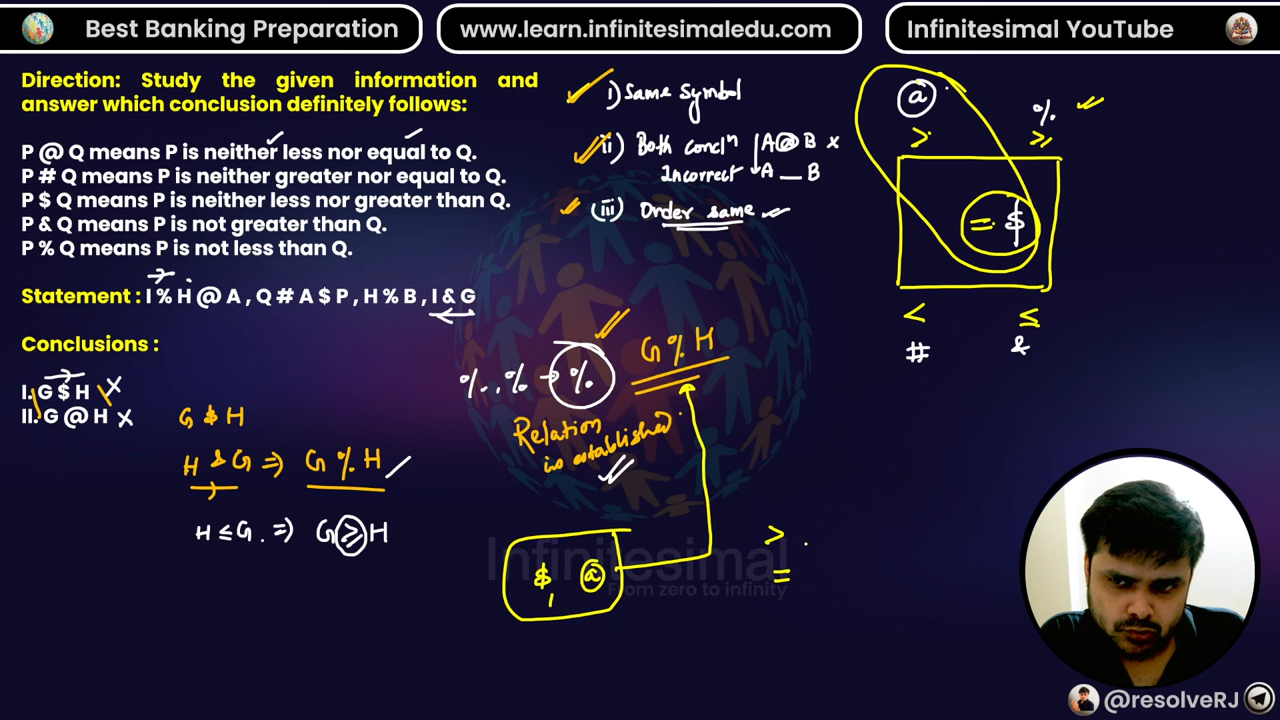 Best Banking Preparation
www.learn.infinitesimaledu.com
Infinitesimal YouTube
Direction: Study the given information and
answer which conclusion definitely follows:
P @ Q means P is neither less nor equal to Q.
P # Q means P is neither greater nor equal to Q.
P $ Q means P is neither less nor greater than Q.
P & Q means P is not greater than Q.
P % Q means P is not less than Q.
Statement : I % H @ A , Q # A $ P , H % B , I & G
Conclusions :
I. G $ H
II. G @ H
i) Same symbol
ii) Both concln A @ B x
Incorrect A _ B
(iii) Order same
@ %
> ≥
= $
< ≤
# &
G $ H
H & G ⇒ G % H
H ≤ G . ⇒ G ≥ H
%, % → %
G % H
Relation
is established
$, @
>
=
Infinitesimal
From zero to infinity
@resolveRJ